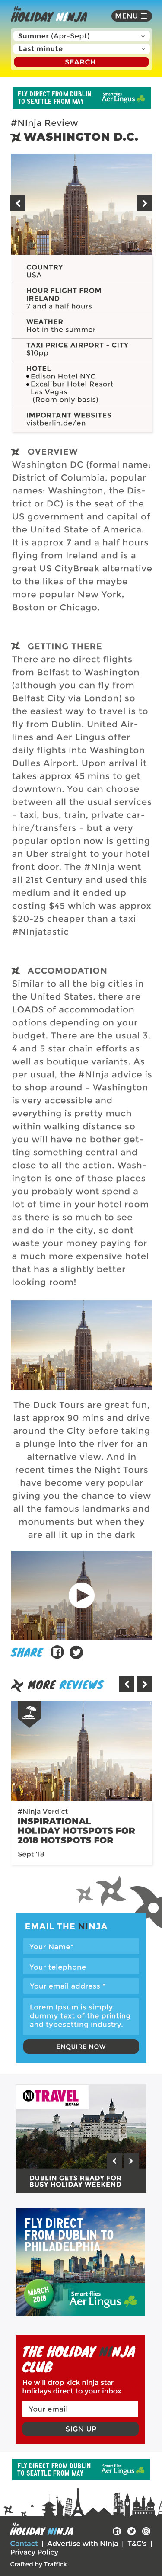 The
HOLIDAY NINJA
MENU
Summer (Apr-Sept)
Last minute
SEARCH
FLY DIRECT FROM DUBLIN
TO SEATTLE FROM MAY
Smart flies
Aer Lingus
#NInja Review
WASHINGTON D.C.
COUNTRY
USA
HOUR FLIGHT FROM
IRELAND
7 and a half hours
WEATHER
Hot in the summer
TAXI PRICE AIRPORT - CITY
$10pp
HOTEL
Edison Hotel NYC
Excalibur Hotel Resort
Las Vegas
(Room only basis)
IMPORTANT WEBSITES
vistberlin.de/en
OVERVIEW
Washington DC (formal name:
District of Columbia, popular
names: Washington, the Dis-
trict or DC) is the seat of the
US government and capital of
the United State of America.
It is approx 7 and a half hours
flying from Ireland and is a
great US CityBreak alternative
to the likes of the maybe
more popular New York,
Boston or Chicago.
GETTING THERE
There are no direct flights
from Belfast to Washington
(although you can fly from
Belfast City via London) so
the easiest way to travel is to
fly from Dublin. United Air-
lines and Aer Lingus offer
daily flights into Washington
Dulles Airport. Upon arrival it
takes approx 45 mins to get
downtown. You can choose
between all the usual services
– taxi, bus, train, private car-
hire/transfers – but a very
popular option now is getting
an Uber straight to your hotel
front door. The #NInja went
all 21st Century and used this
medium and it ended up
costing $45 which was approx
$20-25 cheaper than a taxi
#NInjatastic
ACCOMODATION
Similar to all the big cities in
the United States, there are
LOADS of accommodation
options depending on your
budget. There are the usual 3,
4 and 5 star chain hotels as
well as boutique variations. As
per usual, the #NInja advice is
to shop around – Washington
is very accessible and
everything is pretty much
within walking distance so
you will have no bother get-
ting something central and
close to all the action. Wash-
ington is one of those places
you probably wont spend a
lot of time in your hotel room
as there is so much to see
and do in the city, so dont
waste your money paying for
a much more expensive hotel
that has a slightly better
looking room!
The Duck Tours are great fun,
last approx 90 mins and drive
around the City before taking
a plunge into the river for an
alternative view. And in
recent times the Night Tours
have become very popular
giving you the chance to view
all the famous landmarks and
monuments but when they
are all lit up in the dark
SHARE
MORE REVIEWS
#NInja Verdict
INSPIRATIONAL
HOLIDAY HOTSPOTS FOR
2018 HOTSPOTS FOR
Sept '18
EMAIL THE NINJA
Your Name*
Your telephone
Your email address *
Lorem Ipsum is simply
dummy text of the printing
and typesetting industry.
ENQUIRE NOW
NI TRAVEL
news
DUBLIN GETS READY FOR
BUSY HOLIDAY WEEKEND
FLY DIRECT
FROM DUBLIN TO
PHILADELPHIA
MARCH
2018
Smart flies
Aer Lingus
THE HOLIDAY NINJA
CLUB
He will drop kick ninja star
holidays direct to your inbox
Your email
SIGN UP
FLY DIRECT FROM DUBLIN
TO SEATTLE FROM MAY
Smart flies
Aer Lingus
The
HOLIDAY NINJA
Contact | Advertise with NInja | T&C's |
Privacy Policy
Crafted by Traffick